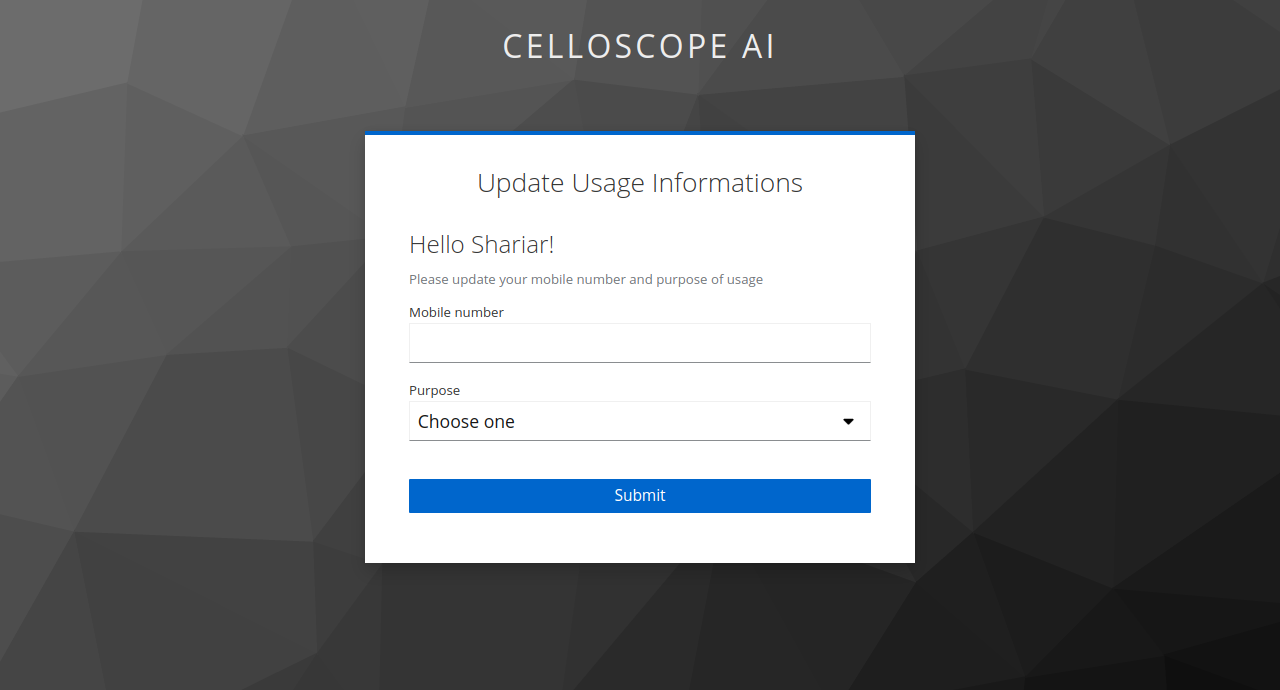 CELLOSCOPE AI
Update Usage Informations
Hello Shariar!
Please update your mobile number and purpose of usage
Mobile number
Purpose
Choose one
Submit